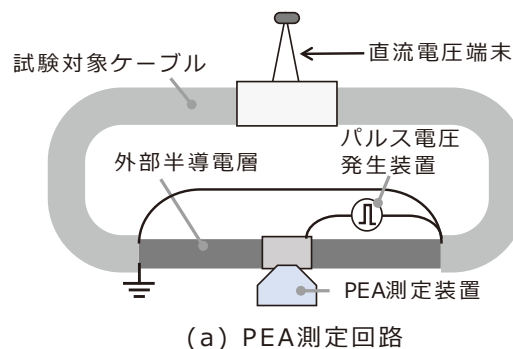 直流電圧端末
試験対象ケーブル
パルス電圧
発生装置
外部半導電層
PEA測定装置
(a) PEA測定回路